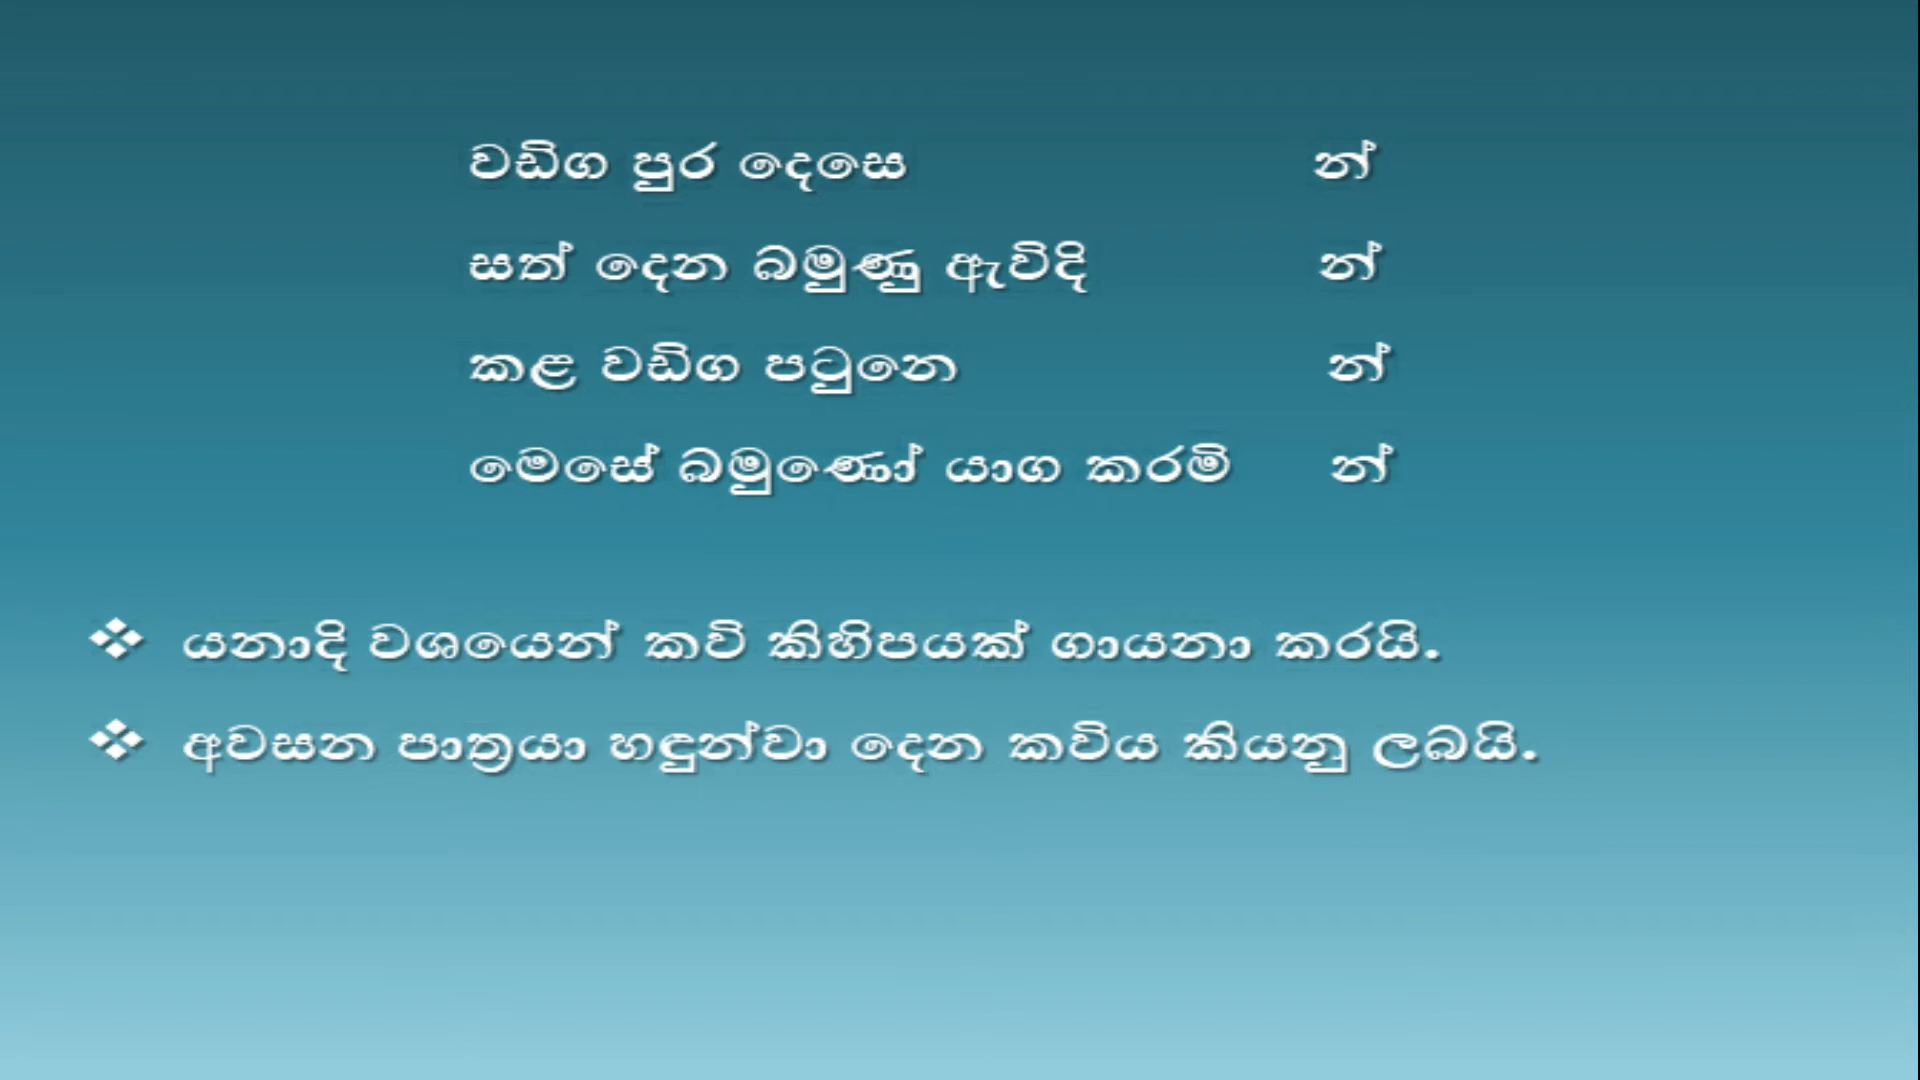 වඩිග පුර දෙසෙ න්
සත් දෙන බමුණු ඇවිදි න්
කළ වඩිග පටුනෙ න්
මෙසේ බමුණෝ යාග කරමි න්
❖ යනාදි වශයෙන් කවි කිහිපයක් ගායනා කරයි.
❖ අවසන පාත්‍රයා හඳුන්වා දෙන කවිය කියනු ලබයි.